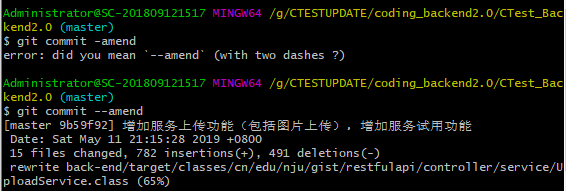 Administrator@SC-201809121517 MINGW64 /g/CTESTUPDATE/coding_backend2.0/CTest_Bac
kend2.0 (master)
$ git commit -amend
error: did you mean `--amend` (with two dashes ?)
Administrator@SC-201809121517 MINGW64 /g/CTESTUPDATE/coding_backend2.0/CTest_Bac
kend2.0 (master)
$ git commit --amend
[master 9b59f92] 增加服务上传功能（包括图片上传），增加服务试用功能
 Date: Sat May 11 21:15:28 2019 +0800
 15 files changed, 782 insertions(+), 491 deletions(-)
 rewrite back-end/target/classes/cn/edu/nju/gist/restfulapi/controller/service/U
ploadService.class (65%)